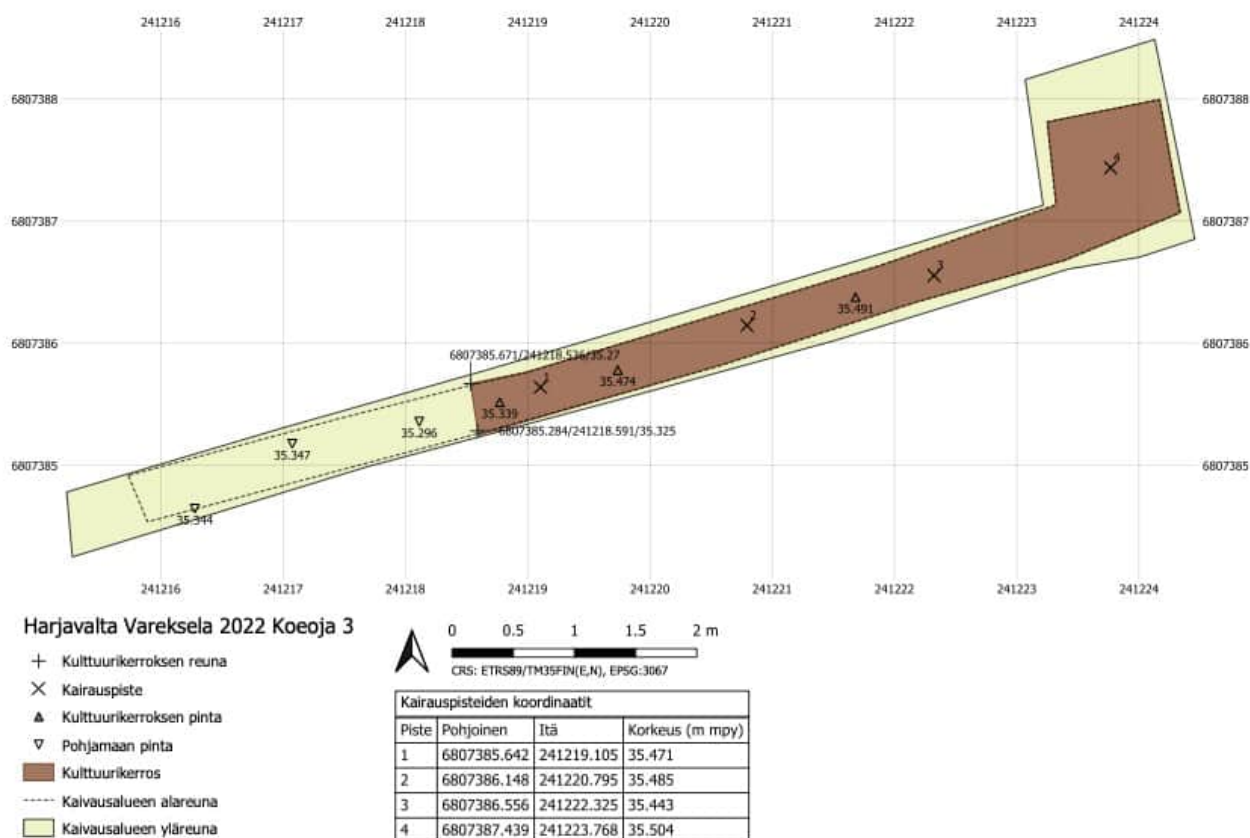 241216 241217 241218 241219 241220 241221 241222 241223 241224
6807388 6807388
4
6807387 6807387
3
35.491
2
6807386 6807386
6807385.671/241218.536/35.27
35.474
1
35.339
6807385.284/241218.591/35.325
35.296
35.347
6807385 6807385
35.344
241216 241217 241218 241219 241220 241221 241222 241223 241224
Harjavalta Vareksela 2022 Koeoja 3
Kulttuurikerroksen reuna
Kairauspiste
Kulttuurikerroksen pinta
Pohjamaan pinta
Kulttuurikerros
Kaivausalueen alareuna
Kaivausalueen yläreuna
0 0.5 1 1.5 2 m
CRS: ETRS89/TM35FIN(E,N), EPSG:3067
Kairauspisteiden koordinaatit
Piste Pohjoinen Itä Korkeus (m mpy)
1 6807385.642 241219.105 35.471
2 6807386.148 241220.795 35.485
3 6807386.556 241222.325 35.443
4 6807387.439 241223.768 35.504